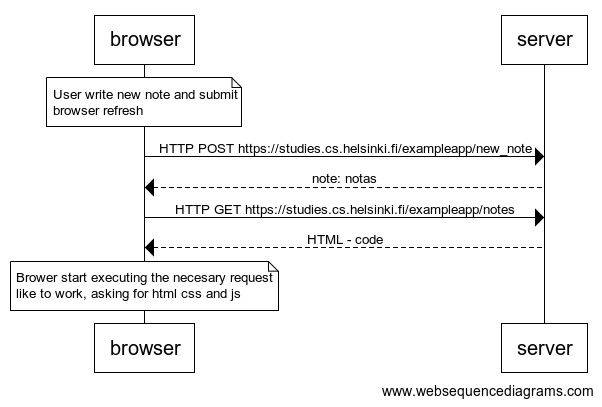 browser server
User write new note and submit
browser refresh
HTTP POST https://studies.cs.helsinki.fi/exampleapp/new_note
note: notas
HTTP GET https://studies.cs.helsinki.fi/exampleapp/notes
HTML - code
Brower start executing the necesary request
like to work, asking for html css and js
browser server
www.websequencediagrams.com